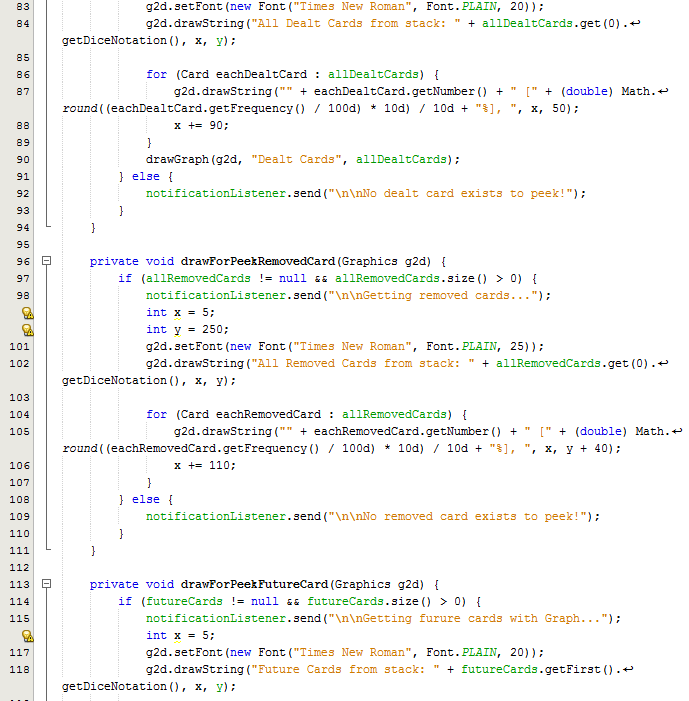 83 g2d.setFont(new Font("Times New Roman", Font.PLAIN, 20));
84 g2d.drawString("All Dealt Cards from stack: " + allDealtCards.get(0).↩
getDiceNotation(), x, y);
85
86 for (Card eachDealtCard : allDealtCards) {
87 g2d.drawString("" + eachDealtCard.getNumber() + " [" + (double) Math.↩
round((eachDealtCard.getFrequency() / 100d) * 10d) / 10d + "%], ", x, 50);
88 x += 90;
89 }
90 drawGraph(g2d, "Dealt Cards", allDealtCards);
91 } else {
92 notificationListener.send("\n\nNo dealt card exists to peek!");
93 }
94 }
95
96 private void drawForPeekRemovedCard(Graphics g2d) {
97 if (allRemovedCards != null && allRemovedCards.size() > 0) {
98 notificationListener.send("\n\nGetting removed cards...");
int x = 5;
int y = 250;
101 g2d.setFont(new Font("Times New Roman", Font.PLAIN, 25));
102 g2d.drawString("All Removed Cards from stack: " + allRemovedCards.get(0).↩
getDiceNotation(), x, y);
103
104 for (Card eachRemovedCard : allRemovedCards) {
105 g2d.drawString("" + eachRemovedCard.getNumber() + " [" + (double) Math.↩
round((eachRemovedCard.getFrequency() / 100d) * 10d) / 10d + "%], ", x, y + 40);
106 x += 110;
107 }
108 } else {
109 notificationListener.send("\n\nNo removed card exists to peek!");
110 }
111 }
112
113 private void drawForPeekFutureCard(Graphics g2d) {
114 if (futureCards != null && futureCards.size() > 0) {
115 notificationListener.send("\n\nGetting furure cards with Graph...");
int x = 5;
117 g2d.setFont(new Font("Times New Roman", Font.PLAIN, 20));
118 g2d.drawString("Future Cards from stack: " + futureCards.getFirst().↩
getDiceNotation(), x, y);